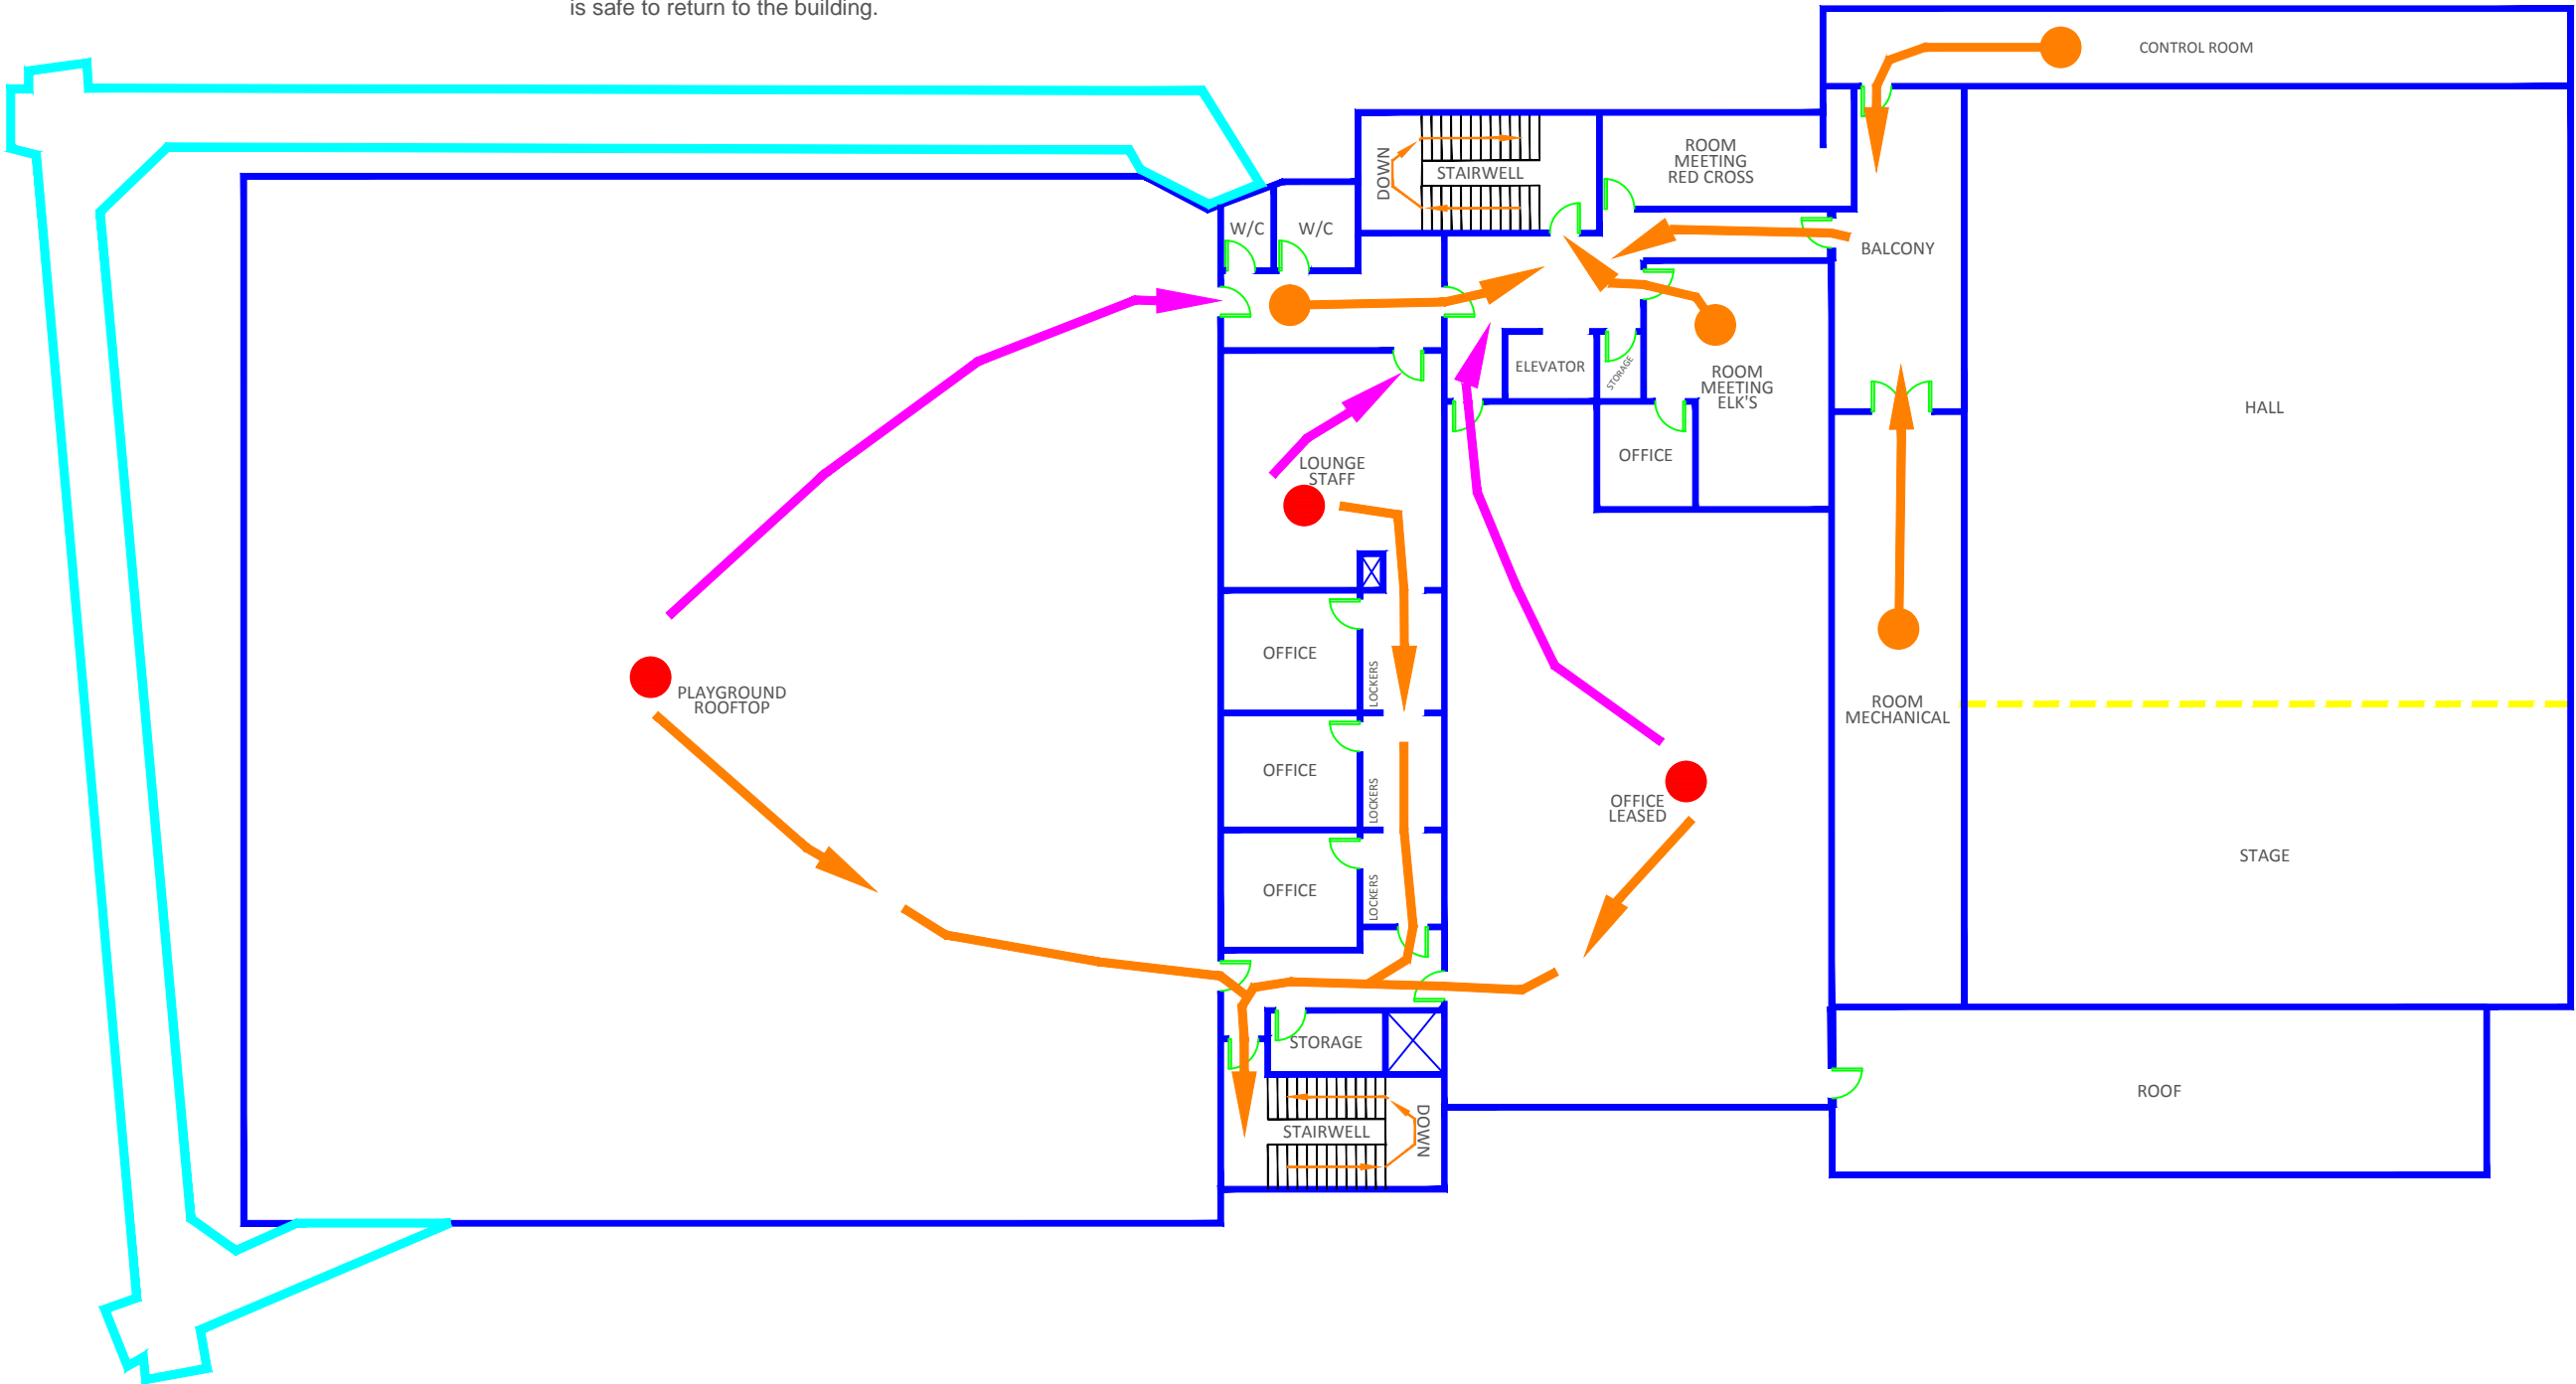 is safe to return to the building.
CONTROL ROOM
ROOM
MEETING
RED CROSS
DOWN
STAIRWELL
W/C
W/C
BALCONY
ELEVATOR
STORAGE
ROOM
MEETING
ELK'S
HALL
OFFICE
LOUNGE
STAFF
OFFICE
LOCKERS
PLAYGROUND
ROOFTOP
ROOM
MECHANICAL
OFFICE
LOCKERS
OFFICE
LEASED
STAGE
OFFICE
LOCKERS
STORAGE
ROOF
STAIRWELL
DOWN